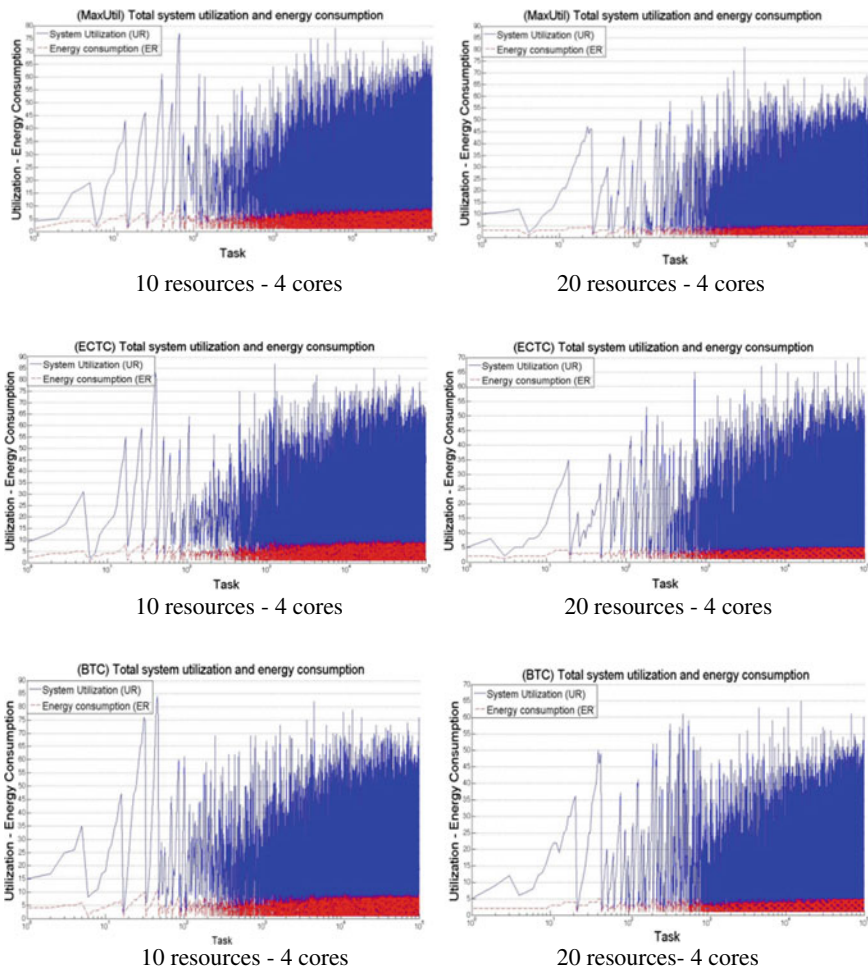 (MaxUtil) Total system utilization and energy consumption
System Utilization (UR)
Energy consumption (ER
Utilization - Energy Consumption
Task
10 resources - 4 cores
(MaxUtil) Total system utilization and energy consumption
System Utilization (UR)
Energy consumption (ER
Utilization - Energy Consumption
Task
20 resources - 4 cores
(ECTC) Total system utilization and energy consumption
System Utilization (UR)
Energy consumption (ER
Utilization - Energy Consumption
Task
10 resources - 4 cores
(ECTC) Total system utilization and energy consumption
System Utilization (UR)
Energy consumption (ER
Utilization - Energy Consumption
Task
20 resources - 4 cores
(BTC) Total system utilization and energy consumption
System Utilization (UR)
Energy consumption (ER
Utilization - Energy Consumption
Task
10 resources - 4 cores
(BTC) Total system utilization and energy consumption
System Utilization (UR)
Energy consumption (ER
Utilization - Energy Consumption
Task
20 resources- 4 cores